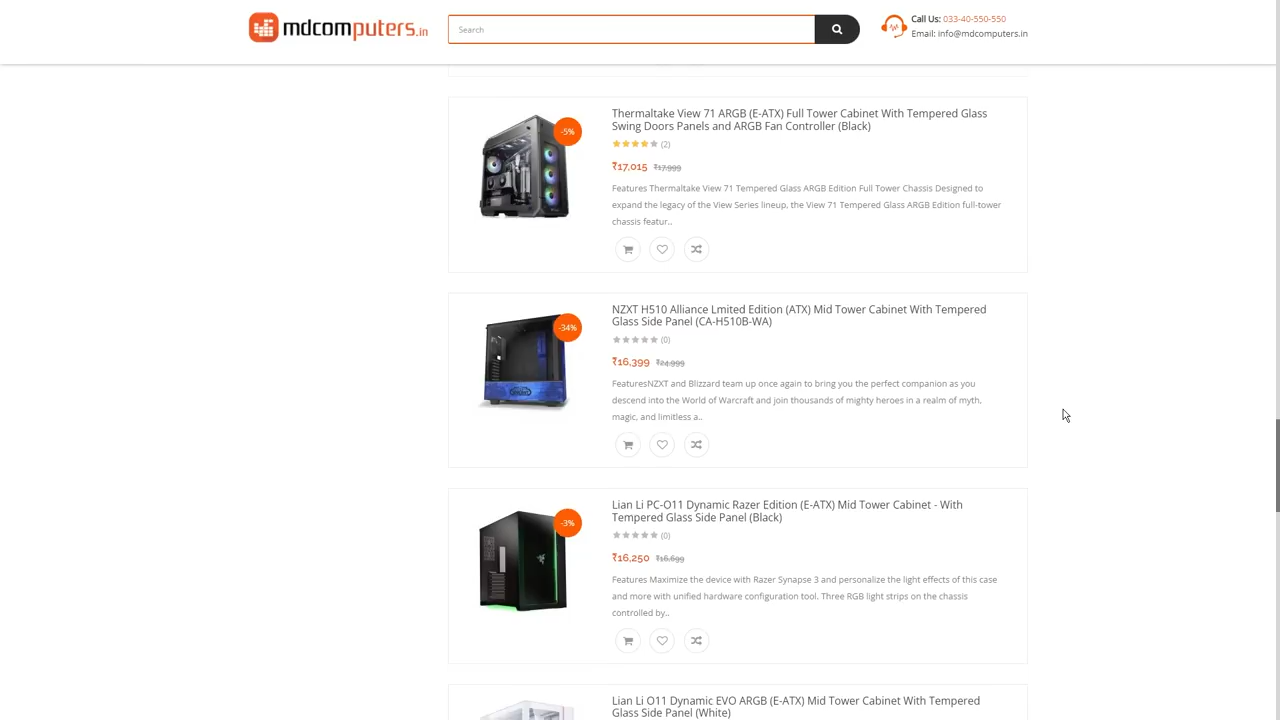 mdcomputers.in
Search
Call Us: 033-40-550-550
Email: info@mdcomputers.in
-5%
Thermaltake View 71 ARGB (E-ATX) Full Tower Cabinet With Tempered Glass
Swing Doors Panels and ARGB Fan Controller (Black)
(2)
₹17,015 ₹17,999
Features Thermaltake View 71 Tempered Glass ARGB Edition Full Tower Chassis Designed to
expand the legacy of the View Series lineup, the View 71 Tempered Glass ARGB Edition full-tower
chassis featur..
-34%
NZXT H510 Alliance Lmited Edition (ATX) Mid Tower Cabinet With Tempered
Glass Side Panel (CA-H510B-WA)
(0)
₹16,399 ₹24,999
FeaturesNZXT and Blizzard team up once again to bring you the perfect companion as you
descend into the World of Warcraft and join thousands of mighty heroes in a realm of myth,
magic, and limitless a..
-3%
Lian Li PC-O11 Dynamic Razer Edition (E-ATX) Mid Tower Cabinet - With
Tempered Glass Side Panel (Black)
(0)
₹16,250 ₹16,699
Features Maximize the device with Razer Synapse 3 and personalize the light effects of this case
and more with unified hardware configuration tool. Three RGB light strips on the chassis
controlled by..
Lian Li O11 Dynamic EVO ARGB (E-ATX) Mid Tower Cabinet With Tempered
Glass Side Panel (White)